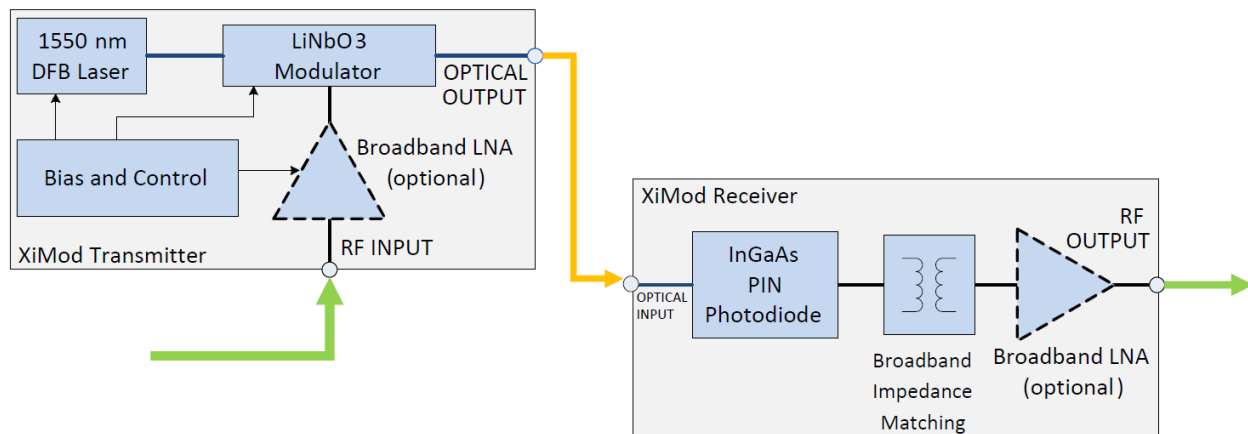 1550 nm
DFB Laser
LiNbO3
Modulator
OPTICAL
OUTPUT
Bias and Control
Broadband LNA
(optional)
RF INPUT
XiMod Transmitter
XiMod Receiver
RF
OUTPUT
InGaAs
PIN
Photodiode
OPTICAL
INPUT
Broadband
Impedance
Matching
Broadband LNA
(optional)